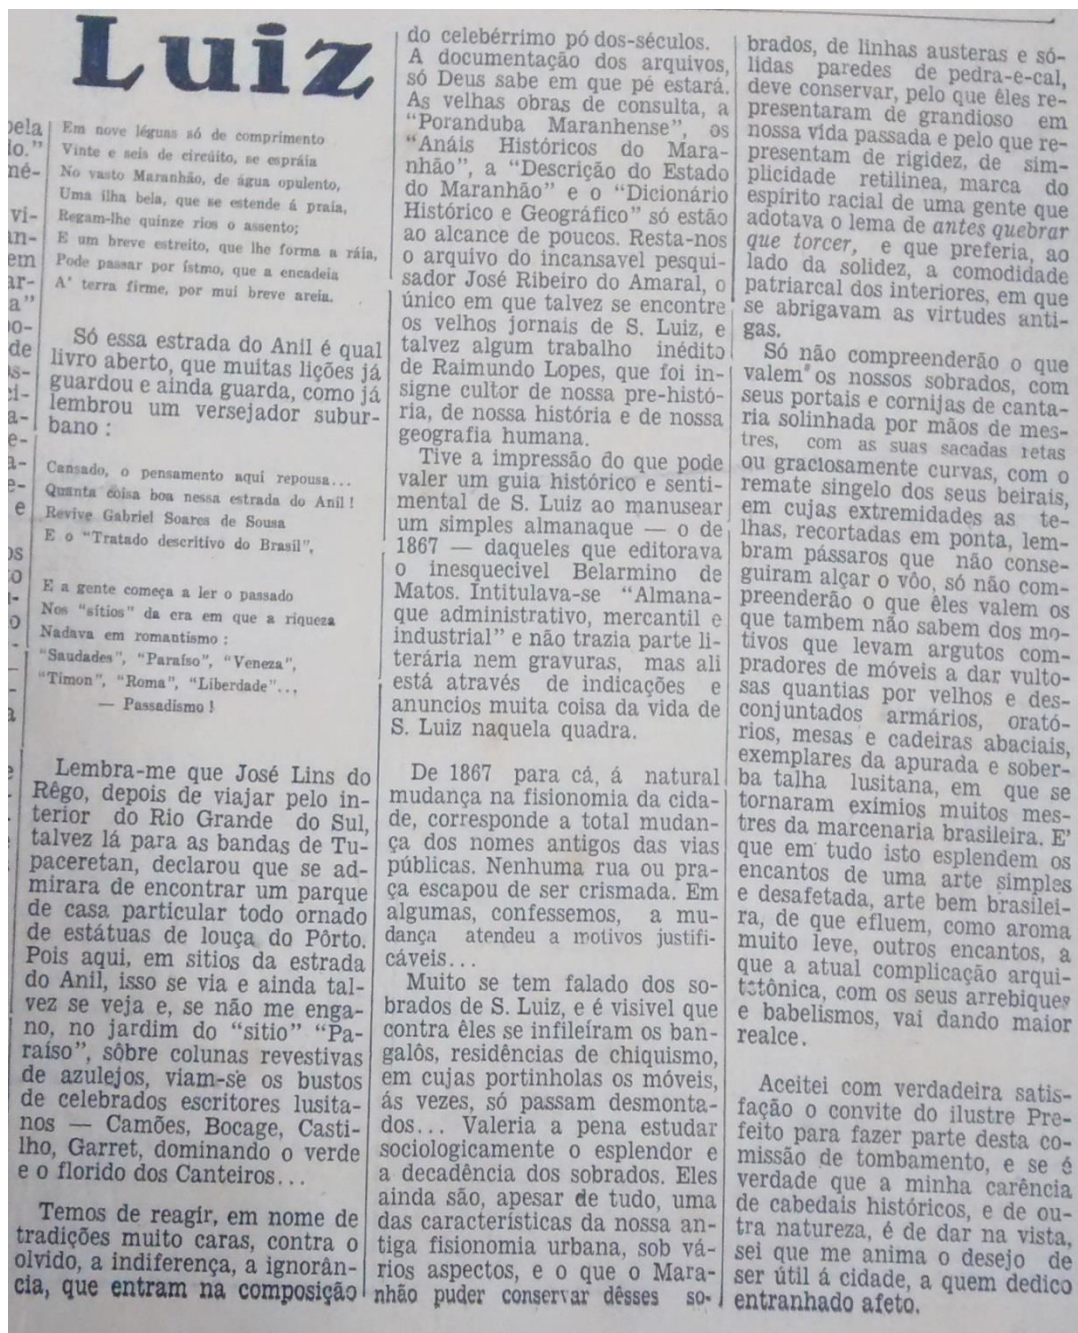 Luiz
Em nove léguas só de comprimento
Vinte e seis de circúito, se espráia
No vasto Maranhão, de água opulento,
Uma ilha bela, que se estende á praia,
Regam-lhe quinze rios o assento;
E um breve estreito, que lhe forma a ráia,
Pode passar por ístmo, que a encadeia
A' terra firme, por mui breve areia.
Só essa estrada do Anil é qual
livro aberto, que muitas lições já
guardou e ainda guarda, como já
lembrou um versejador subur-
bano :
Cansado, o pensamento aqui repousa...
Quanta coisa boa nessa estrada do Anil !
Revive Gabriel Soares de Sousa
E o "Tratado descritivo do Brasil",
E a gente começa a ler o passado
Nos "sítios" da era em que a riqueza
Nadava em romantismo :
"Saudades", "Paraíso", "Veneza",
"Timon", "Roma", "Liberdade"...,
— Passadismo !
Lembra-me que José Lins do
Rêgo, depois de viajar pelo in-
terior do Rio Grande do Sul,
talvez lá para as bandas de Tu-
paceretan, declarou que se ad-
mirara de encontrar um parque
de casa particular todo ornado
de estátuas de louça do Pôrto.
Pois aqui, em sitios da estrada
do Anil, isso se via e ainda tal-
vez se veja e, se não me enga-
no, no jardim do "sitio" "Pa-
raíso", sôbre colunas revestivas
de azulejos, viam-se os bustos
de celebrados escritores lusita-
nos — Camões, Bocage, Casti-
lho, Garret, dominando o verde
e o florido dos Canteiros...
Temos de reagir, em nome de
tradições muito caras, contra o
olvido, a indiferença, a ignorân-
cia, que entram na composição
do celebérrimo pó dos-séculos.
A documentação dos arquivos,
só Deus sabe em que pé estará.
As velhas obras de consulta, a
"Poranduba Maranhense", os
"Anáis Históricos do Mara-
nhão", a "Descrição do Estado
do Maranhão" e o "Dicionário
Histórico e Geográfico" só estão
ao alcance de poucos. Resta-nos
o arquivo do incansavel pesqui-
sador José Ribeiro do Amaral, o
único em que talvez se encontre
os velhos jornais de S. Luiz, e
talvez algum trabalho inédito
de Raimundo Lopes, que foi in-
signe cultor de nossa pre-histó-
ria, de nossa história e de nossa
geografia humana.
Tive a impressão do que pode
valer um guia histórico e senti-
mental de S. Luiz ao manusear
um simples almanaque — o de
1867 — daqueles que editorava
o inesquecivel Belarmino de
Matos. Intitulava-se "Almana-
que administrativo, mercantil e
industrial" e não trazia parte li-
terária nem gravuras, mas ali
está através de indicações e
anuncios muita coisa da vida de
S. Luiz naquela quadra.
De 1867 para cá, á natural
mudança na fisionomia da cida-
de, corresponde a total mudan-
ça dos nomes antigos das vias
públicas. Nenhuma rua ou pra-
ça escapou de ser crismada. Em
algumas, confessemos, a mu-
dança atendeu a motivos justifi-
cáveis...
Muito se tem falado dos so-
brados de S. Luiz, e é visivel que
contra êles se infileíram os ban-
galôs, residências de chiquismo,
em cujas portinholas os móveis,
ás vezes, só passam desmonta-
dos... Valeria a pena estudar
sociologicamente o esplendor e
a decadência dos sobrados. Eles
ainda são, apesar de tudo, uma
das características da nossa an-
tiga fisionomia urbana, sob vá-
rios aspectos, e o que o Mara-
nhão puder conservar dêsses so-
brados, de linhas austeras e só-
lidas paredes de pedra-e-cal,
deve conservar, pelo que êles re-
presentaram de grandioso em
nossa vida passada e pelo que re-
presentam de rigidez, de sim-
plicidade retilinea, marca do
espírito racial de uma gente que
adotava o lema de antes quebrar
que torcer, e que preferia, ao
lado da solidez, a comodidade
patriarcal dos interiores, em que
se abrigavam as virtudes anti-
gas.
Só não compreenderão o que
valem os nossos sobrados, com
seus portais e cornijas de canta-
ria solinhada por mãos de mes-
tres, com as suas sacadas retas
ou graciosamente curvas, com o
remate singelo dos seus beirais,
em cujas extremidades as te-
lhas, recortadas em ponta, lem-
bram pássaros que não conse-
guiram alçar o vôo, só não com-
preenderão o que êles valem os
que tambem não sabem dos mo-
tivos que levam argutos com-
pradores de móveis a dar vulto-
sas quantias por velhos e des-
conjuntados armários, orató-
rios, mesas e cadeiras abaciais,
exemplares da apurada e sober-
ba talha lusitana, em que se
tornaram exímios muitos mes-
tres da marcenaria brasileira. E'
que em tudo isto esplendem os
encantos de uma arte simples
e desafetada, arte bem brasilei-
ra, de que efluem, como aroma
muito leve, outros encantos, a
que a atual complicação arqui-
tetônica, com os seus arrebiques
e babelismos, vai dando maior
realce.
Aceitei com verdadeira satis-
fação o convite do ilustre Pre-
feito para fazer parte desta co-
missão de tombamento, e se é
verdade que a minha carência
de cabedais históricos, e de ou-
tra natureza, é de dar na vista,
sei que me anima o desejo de
ser útil á cidade, a quem dedico
entranhado afeto.